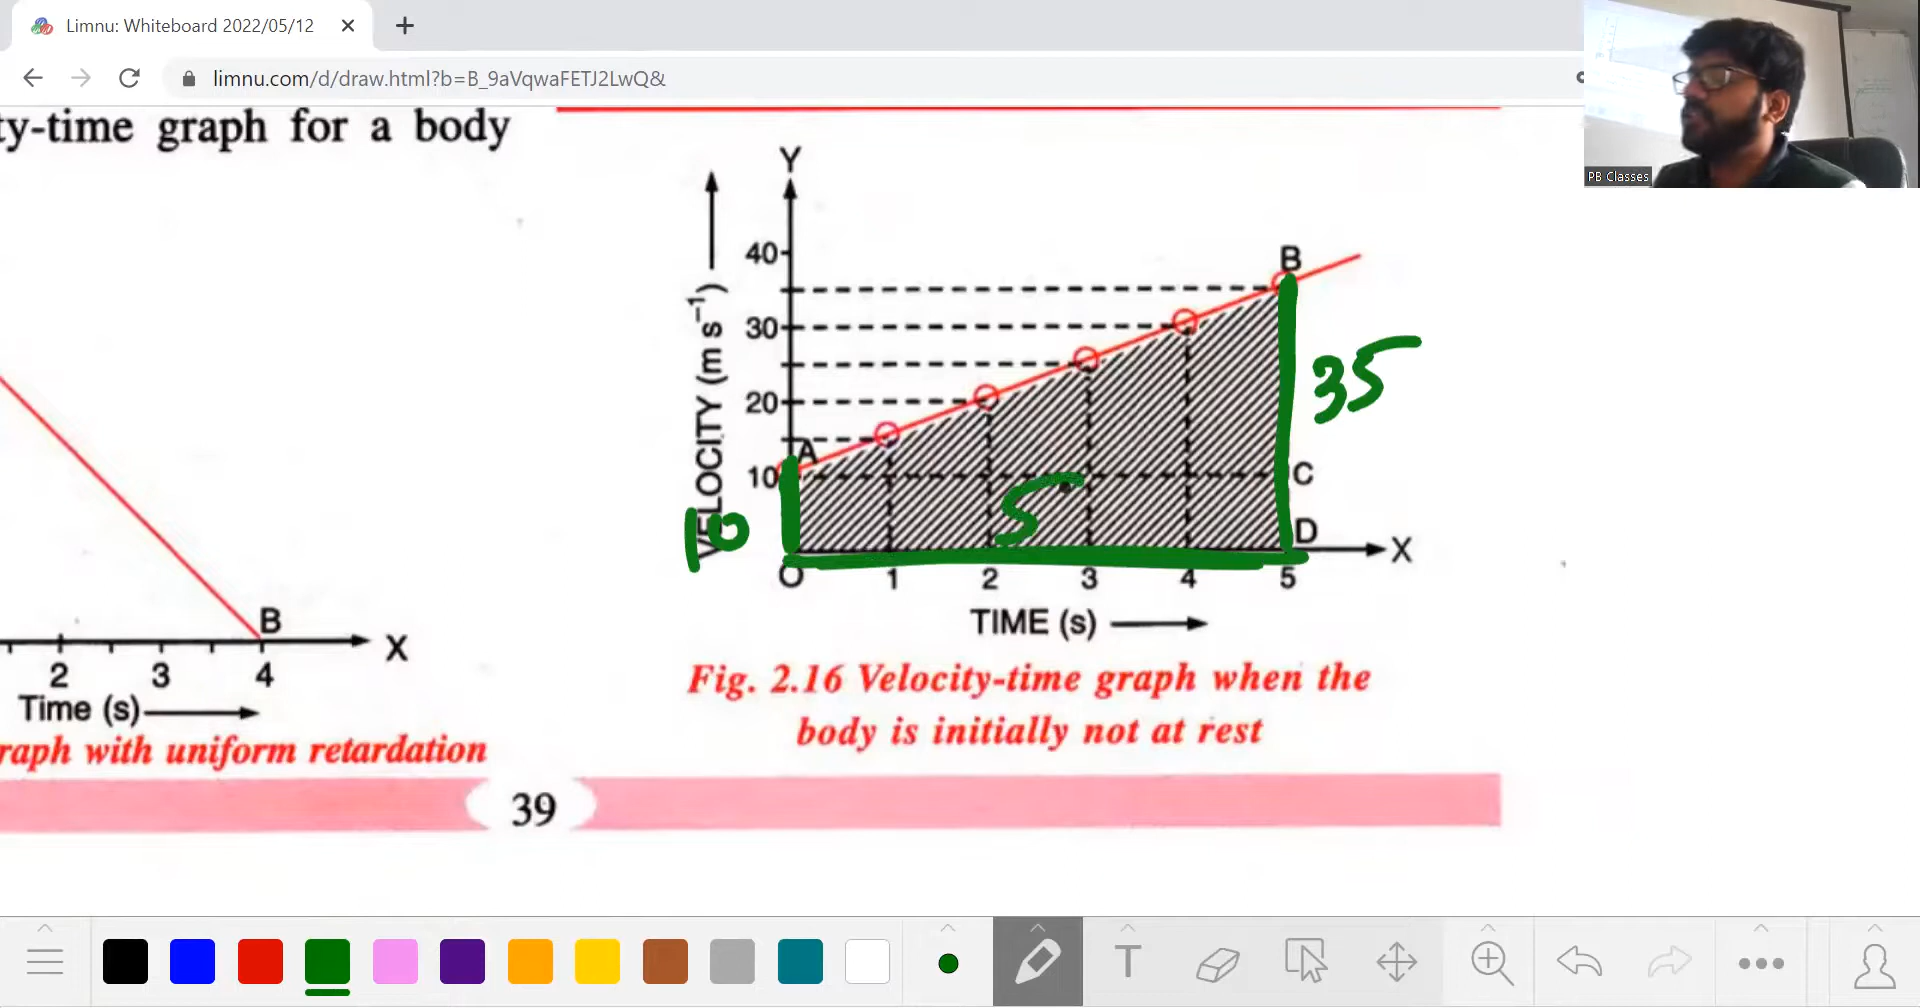 Limnu: Whiteboard 2022/05/12
limnu.com/d/draw.html?b=B_9aVqwaFETJ2LwQ&
PB Classes
ty-time graph for a body
B
X
2 3 4
Time (s)
raph with uniform retardation
Y
VELOCITY (m s⁻¹)
40
30
20
10
A
B
C
D
X
O 1 2 3 4 5
TIME (s)
10
5
35
Fig. 2.16 Velocity-time graph when the
body is initially not at rest
39
T